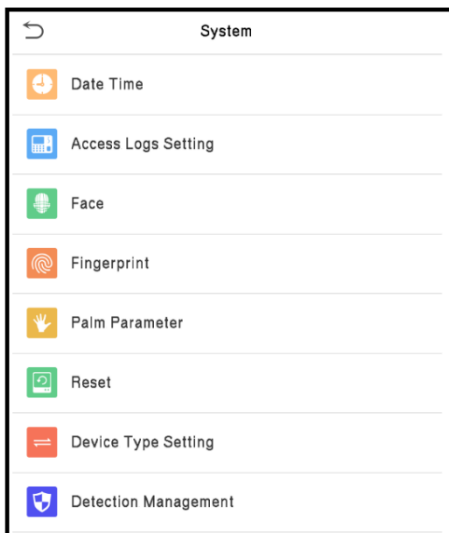 System
Date Time
Access Logs Setting
Face
Fingerprint
Palm Parameter
Reset
Device Type Setting
Detection Management